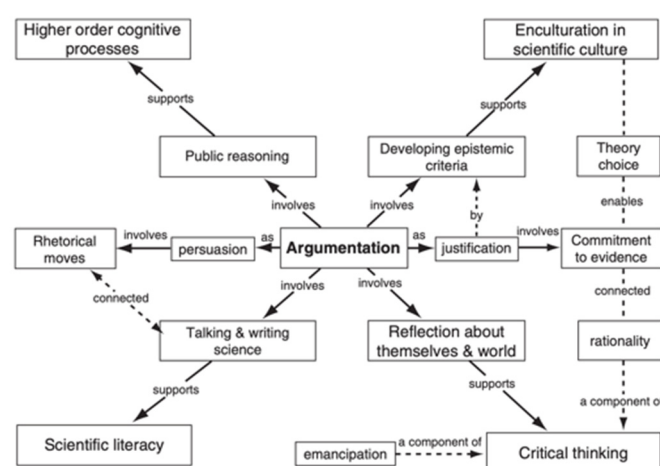 Higher order cognitive
processes
Enculturation in
scientific culture
supports
supports
Public reasoning
Developing epistemic
criteria
Theory
choice
involves
involves
by
enables
Rhetorical
moves
involves
persuasion
as
Argumentation
as
justification
involves
Commitment
to evidence
connected
involves
involves
connected
Talking & writing
science
Reflection about
themselves & world
rationality
supports
supports
a component o
Scientific literacy
emancipation
a component of
Critical thinking